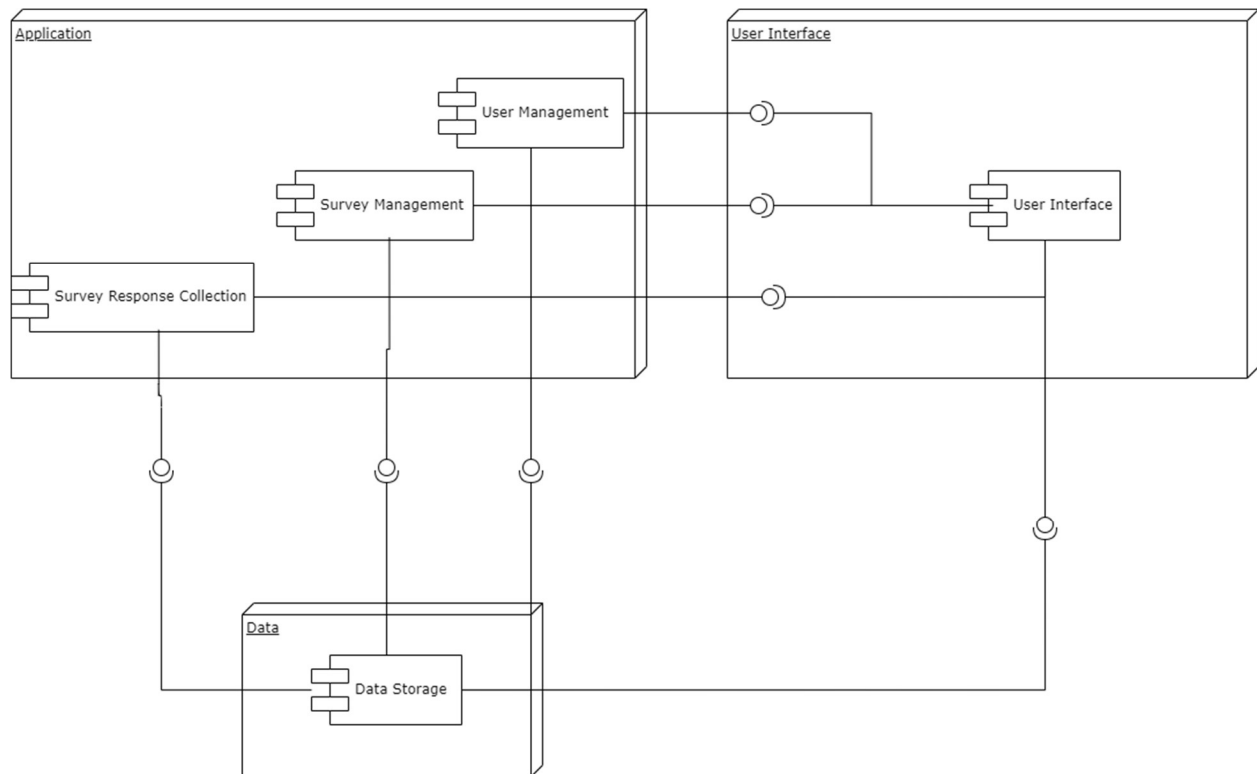 Application
User Interface
User Management
Survey Management
User Interface
Survey Response Collection
Data
Data Storage